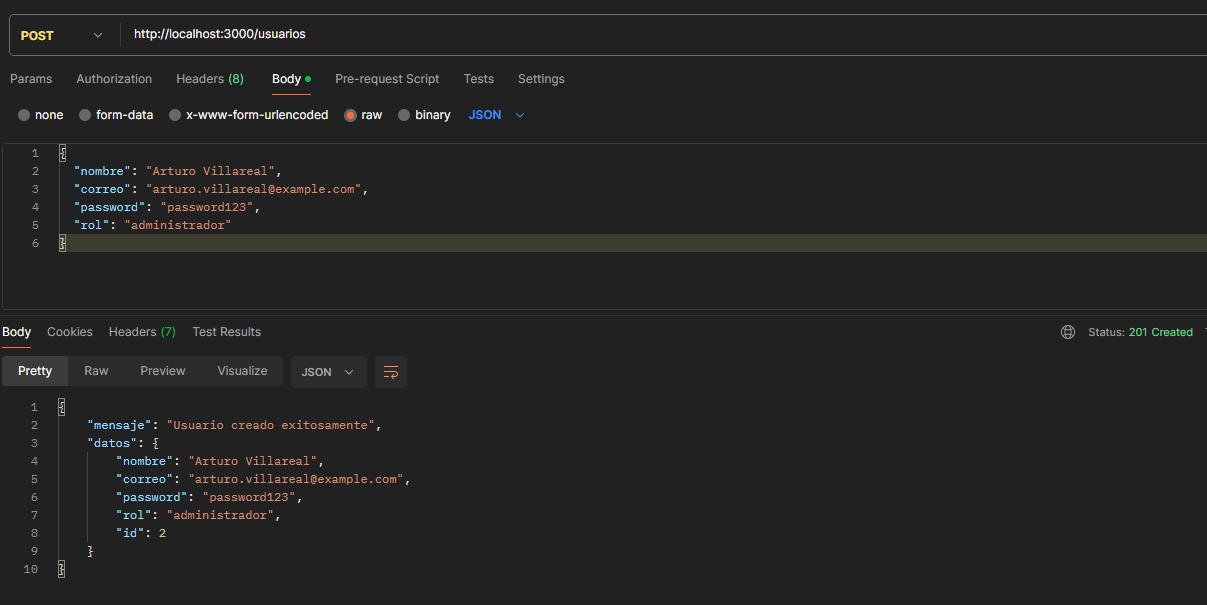 POST http://localhost:3000/usuarios
Params Authorization Headers (8) Body Pre-request Script Tests Settings
none form-data x-www-form-urlencoded raw binary JSON
1 {
2 "nombre": "Arturo Villareal",
3 "correo": "arturo.villareal@example.com",
4 "password": "password123",
5 "rol": "administrador"
6 }
Body Cookies Headers (7) Test Results Status: 201 Created
Pretty Raw Preview Visualize JSON
1 {
2 "mensaje": "Usuario creado exitosamente",
3 "datos": {
4 "nombre": "Arturo Villareal",
5 "correo": "arturo.villareal@example.com",
6 "password": "password123",
7 "rol": "administrador",
8 "id": 2
9 }
10 }